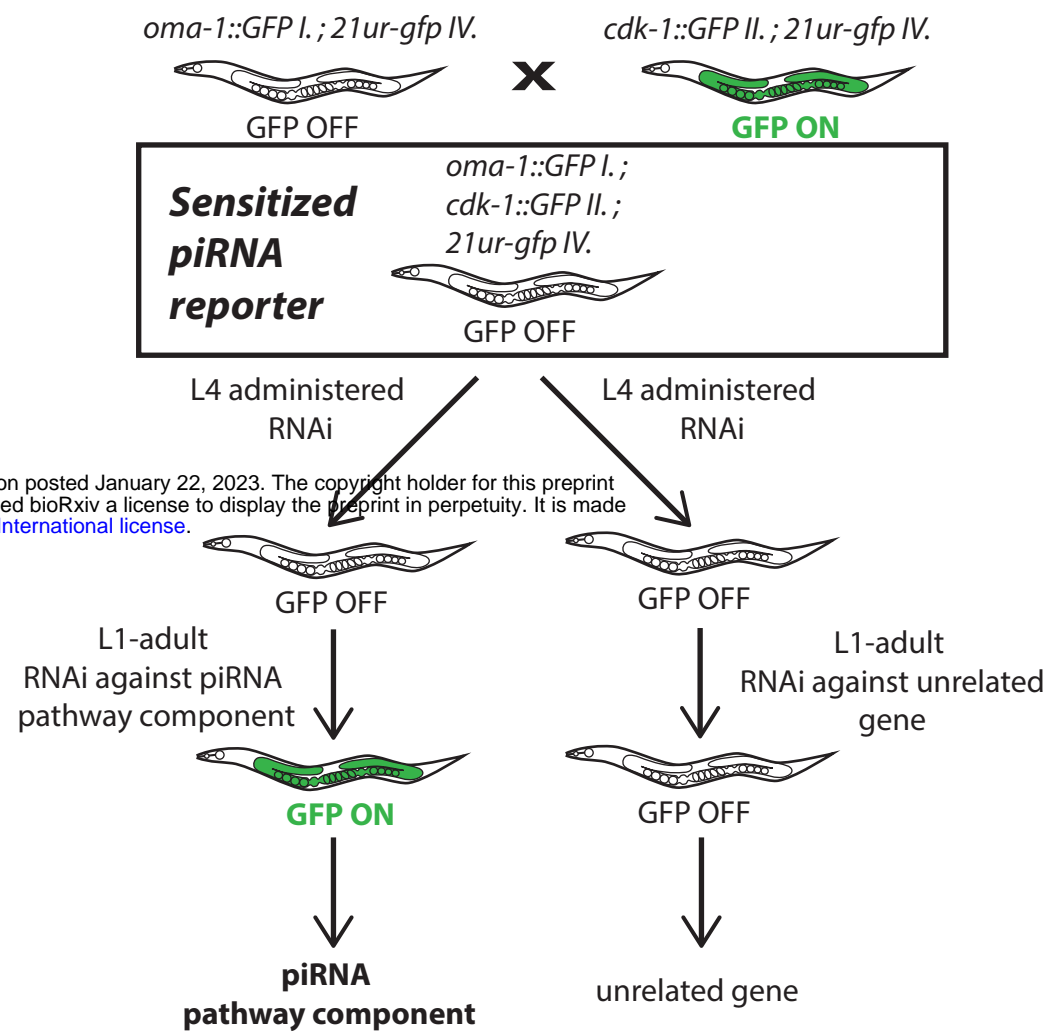 oma-1::GFP I. ; 21ur-gfp IV.
cdk-1::GFP II. ; 21ur-gfp IV.
x
GFP OFF
GFP ON
Sensitized
piRNA
reporter
oma-1::GFP I. ;
cdk-1::GFP II. ;
21ur-gfp IV.
GFP OFF
L4 administered
RNAi
L4 administered
RNAi
on posted January 22, 2023. The copyright holder for this preprint
ed bioRxiv a license to display the preprint in perpetuity. It is made
International license.
GFP OFF
GFP OFF
L1-adult
RNAi against piRNA
pathway component
L1-adult
RNAi against unrelated
gene
GFP ON
GFP OFF
piRNA
pathway component
unrelated gene